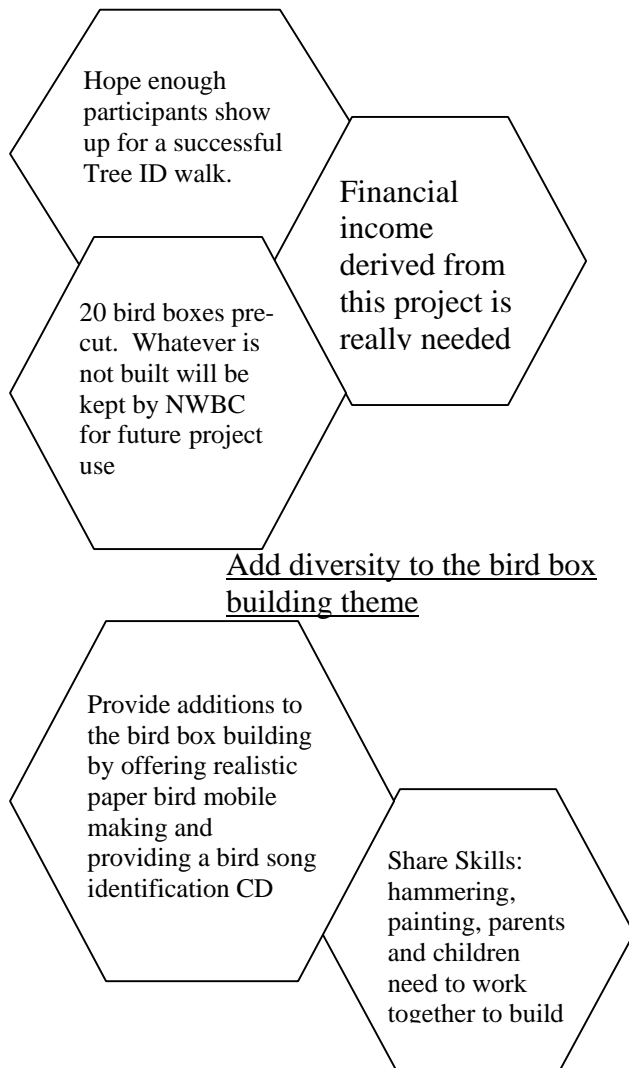 Hope enough
participants show
up for a successful
Tree ID walk.
Financial
income
derived from
this project is
really needed
20 bird boxes pre-
cut.  Whatever is
not built will be
kept by NWBC
for future project
use
Add diversity to the bird box
building theme
Provide additions to
the bird box building
by offering realistic
paper bird mobile
making and
providing a bird song
identification CD
Share Skills:
hammering,
painting, parents
and children
need to work
together to build